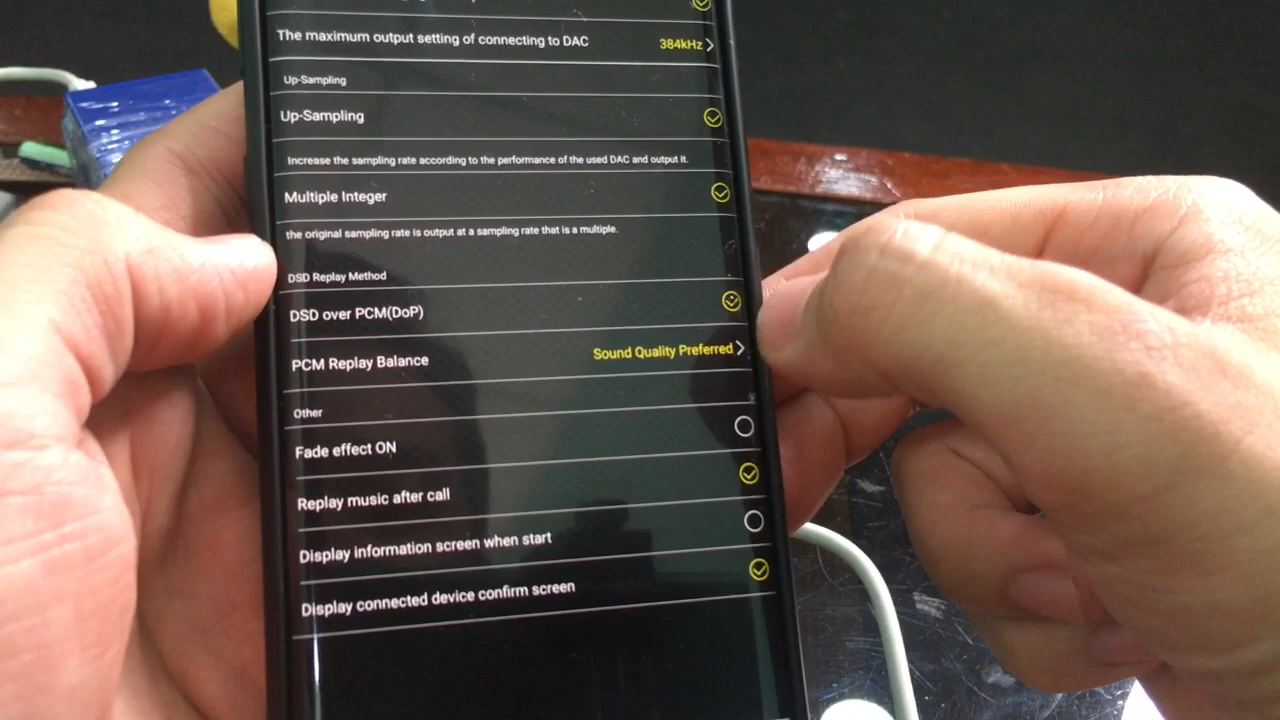 The maximum output setting of connecting to DAC 384kHz
Up-Sampling
Up-Sampling
Increase the sampling rate according to the performance of the used DAC and output it.
Multiple Integer
the original sampling rate is output at a sampling rate that is a multiple.
DSD Replay Method
DSD over PCM(DoP)
PCM Replay Balance Sound Quality Preferred
Other
Fade effect ON
Replay music after call
Display information screen when start
Display connected device confirm screen